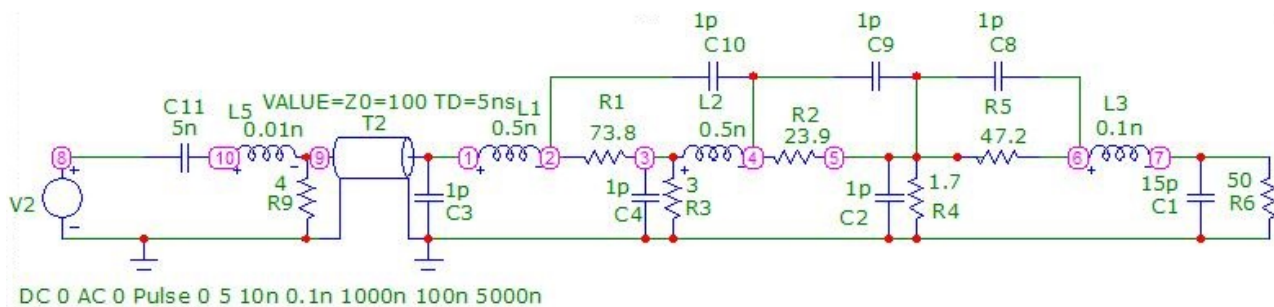 1p
C10
1p
C9
1p
C8
C11
5n
L5
0.01n
VALUE=Z0=100 TD=5ns
T2
L1
0.5n
R1
73.8
L2
0.5n
R2
23.9
R5
47.2
L3
0.1n
8
10
9
1
2
3
4
5
6
7
+
-
V2
4
R9
1p
C3
1p
C4
3
R3
1p
C2
1.7
R4
15p
C1
50
R6
DC 0 AC 0 Pulse 0 5 10n 0.1n 1000n 100n 5000n